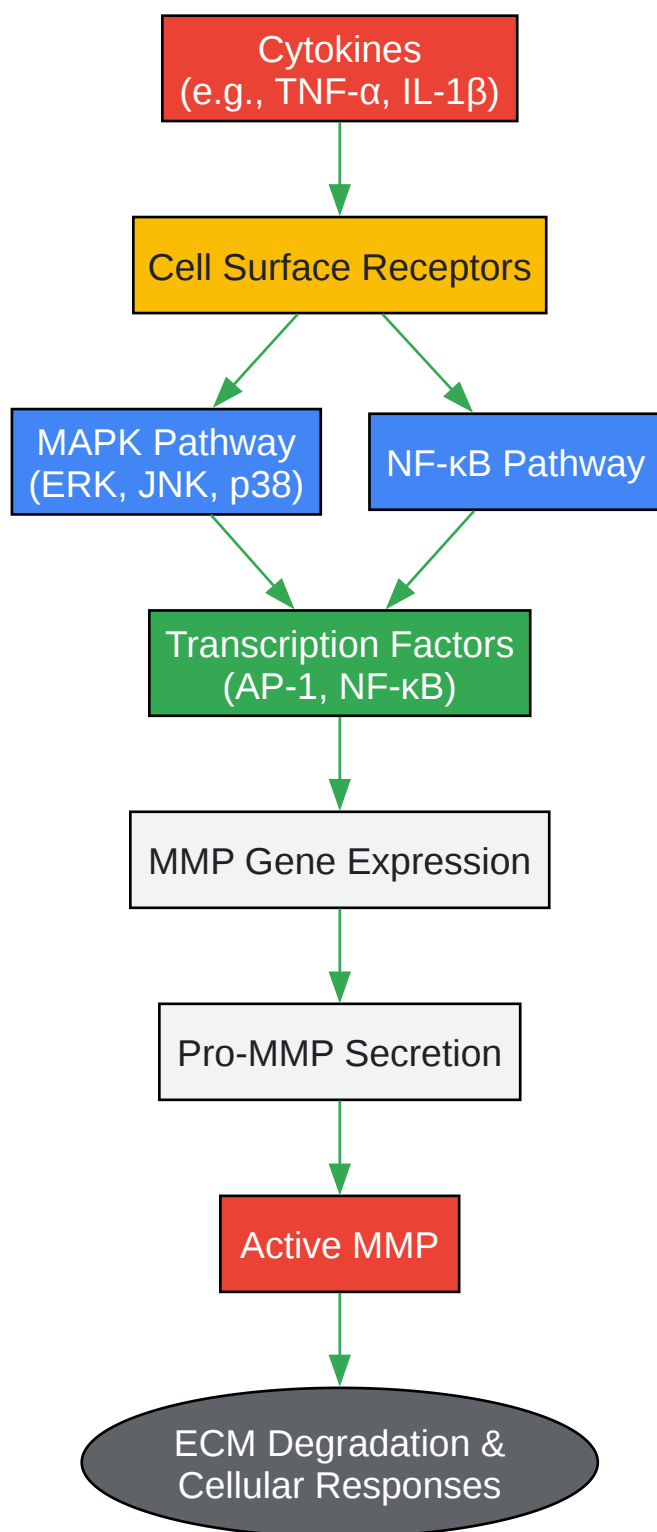 Cytokines
(e.g., TNF-α, IL-1β)
Cell Surface Receptors
MAPK Pathway
(ERK, JNK, p38)
NF-κB Pathway
Transcription Factors
(AP-1, NF-κB)
MMP Gene Expression
Pro-MMP Secretion
Active MMP
ECM Degradation &
Cellular Responses